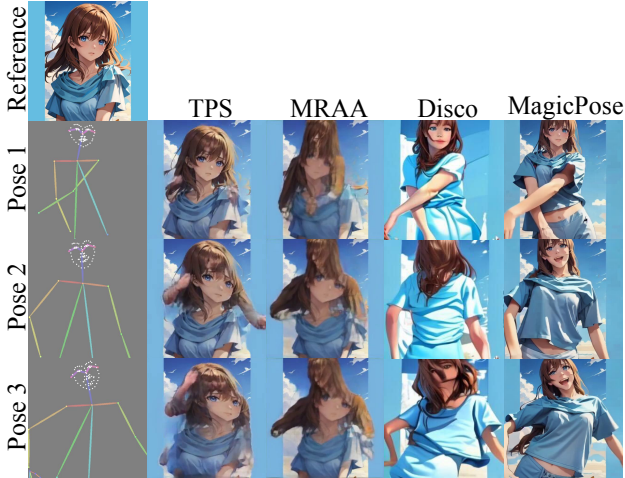 Reference
TPS MRAA Disco MagicPose
Pose 1
Pose 2
Pose 3